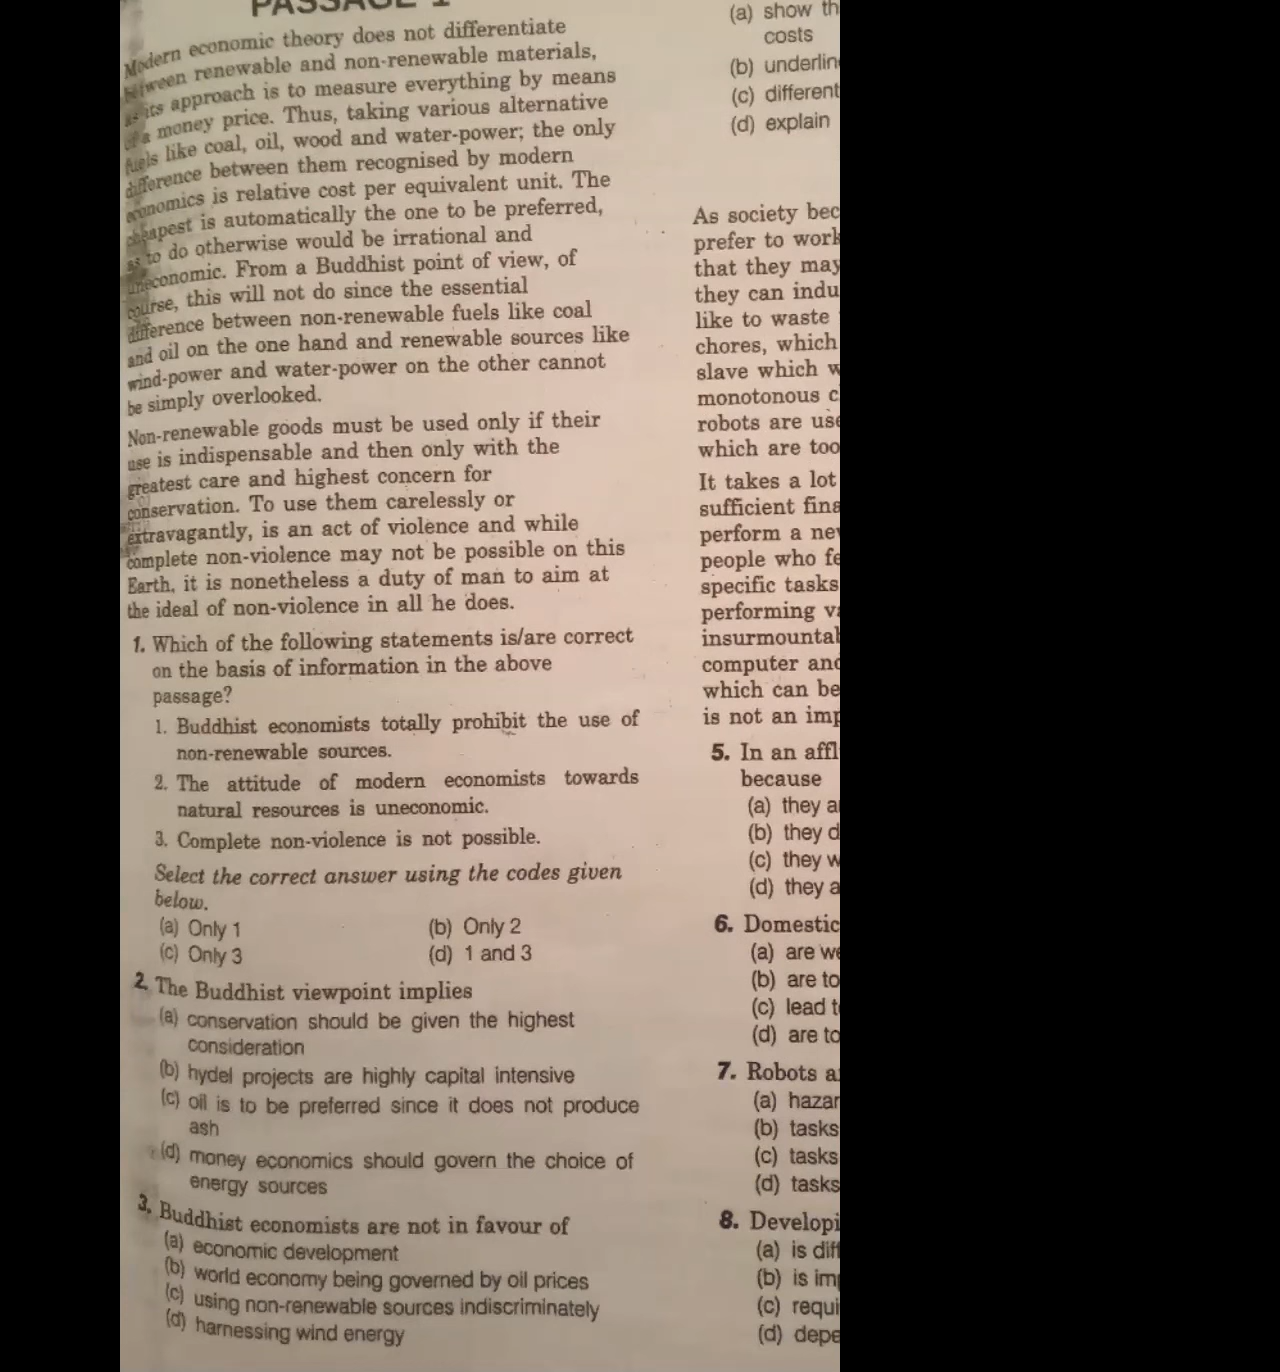 PASSAGE 1
Modern economic theory does not differentiate
between renewable and non-renewable materials,
as its approach is to measure everything by means
of a money price. Thus, taking various alternative
fuels like coal, oil, wood and water-power; the only
difference between them recognised by modern
economics is relative cost per equivalent unit. The
cheapest is automatically the one to be preferred,
as to do otherwise would be irrational and
uneconomic. From a Buddhist point of view, of
course, this will not do since the essential
difference between non-renewable fuels like coal
and oil on the one hand and renewable sources like
wind-power and water-power on the other cannot
be simply overlooked.
Non-renewable goods must be used only if their
use is indispensable and then only with the
greatest care and highest concern for
conservation. To use them carelessly or
extravagantly, is an act of violence and while
complete non-violence may not be possible on this
Earth, it is nonetheless a duty of man to aim at
the ideal of non-violence in all he does.
1. Which of the following statements is/are correct
on the basis of information in the above
passage?
1. Buddhist economists totally prohibit the use of
non-renewable sources.
2. The attitude of modern economists towards
natural resources is uneconomic.
3. Complete non-violence is not possible.
Select the correct answer using the codes given
below.
(a) Only 1 (b) Only 2
(c) Only 3 (d) 1 and 3
2. The Buddhist viewpoint implies
(a) conservation should be given the highest
consideration
(b) hydel projects are highly capital intensive
(c) oil is to be preferred since it does not produce
ash
(d) money economics should govern the choice of
energy sources
3. Buddhist economists are not in favour of
(a) economic development
(b) world economy being governed by oil prices
(c) using non-renewable sources indiscriminately
(d) harnessing wind energy
(a) show th
costs
(b) underlin
(c) different
(d) explain
As society bec
prefer to work
that they may
they can indu
like to waste
chores, which
slave which w
monotonous c
robots are use
which are too
It takes a lot
sufficient fina
perform a new
people who fe
specific tasks
performing va
insurmountab
computer and
which can be
is not an imp
5. In an affl
because
(a) they a
(b) they d
(c) they w
(d) they a
6. Domestic
(a) are we
(b) are to
(c) lead t
(d) are to
7. Robots a
(a) hazar
(b) tasks
(c) tasks
(d) tasks
8. Developi
(a) is diff
(b) is im
(c) requi
(d) depe